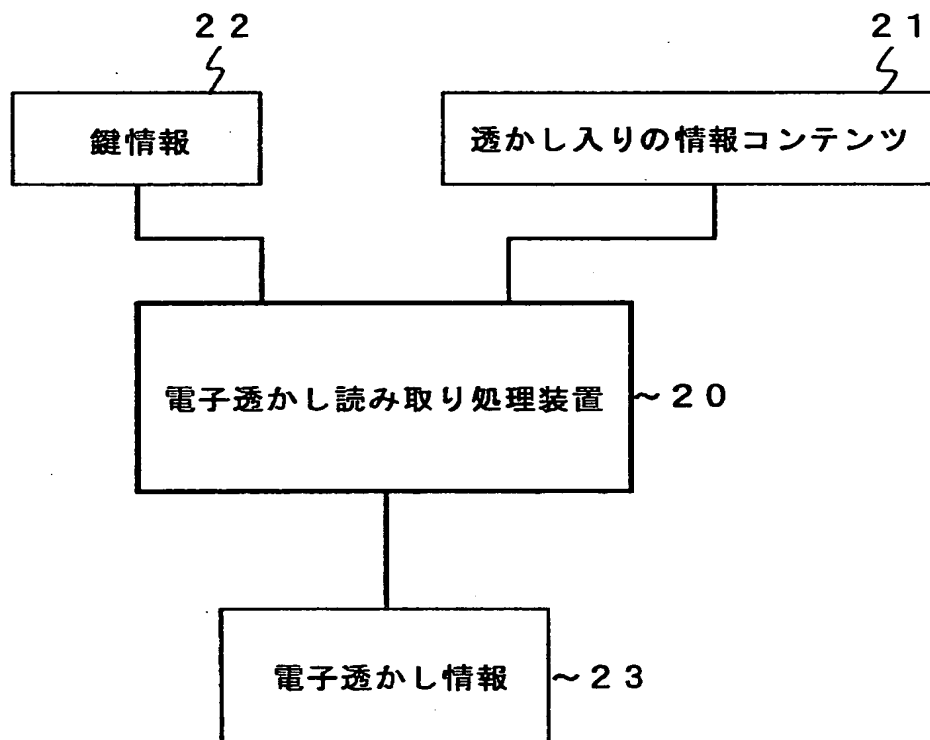 ２２
２１
鍵情報
透かし入りの情報コンテンツ
電子透かし読み取り処理装置
～２０
電子透かし情報
～２３